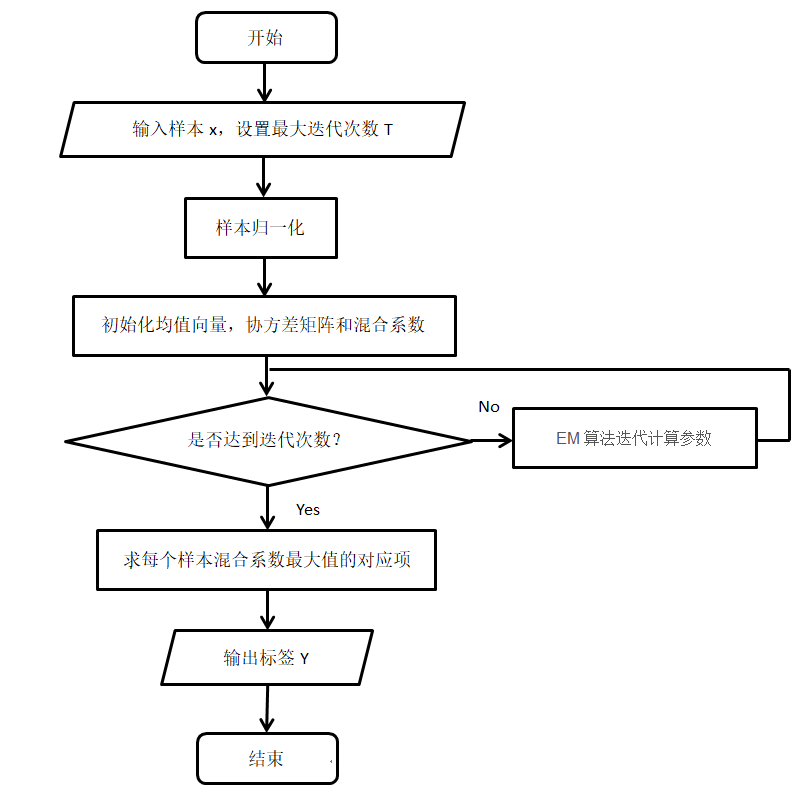 开始
输入样本 x，设置最大迭代次数 T
样本归一化
初始化均值向量，协方差矩阵和混合系数
是否达到迭代次数？
No
EM 算法迭代计算参数
Yes
求每个样本混合系数最大值的对应项
输出标签 Y
结束